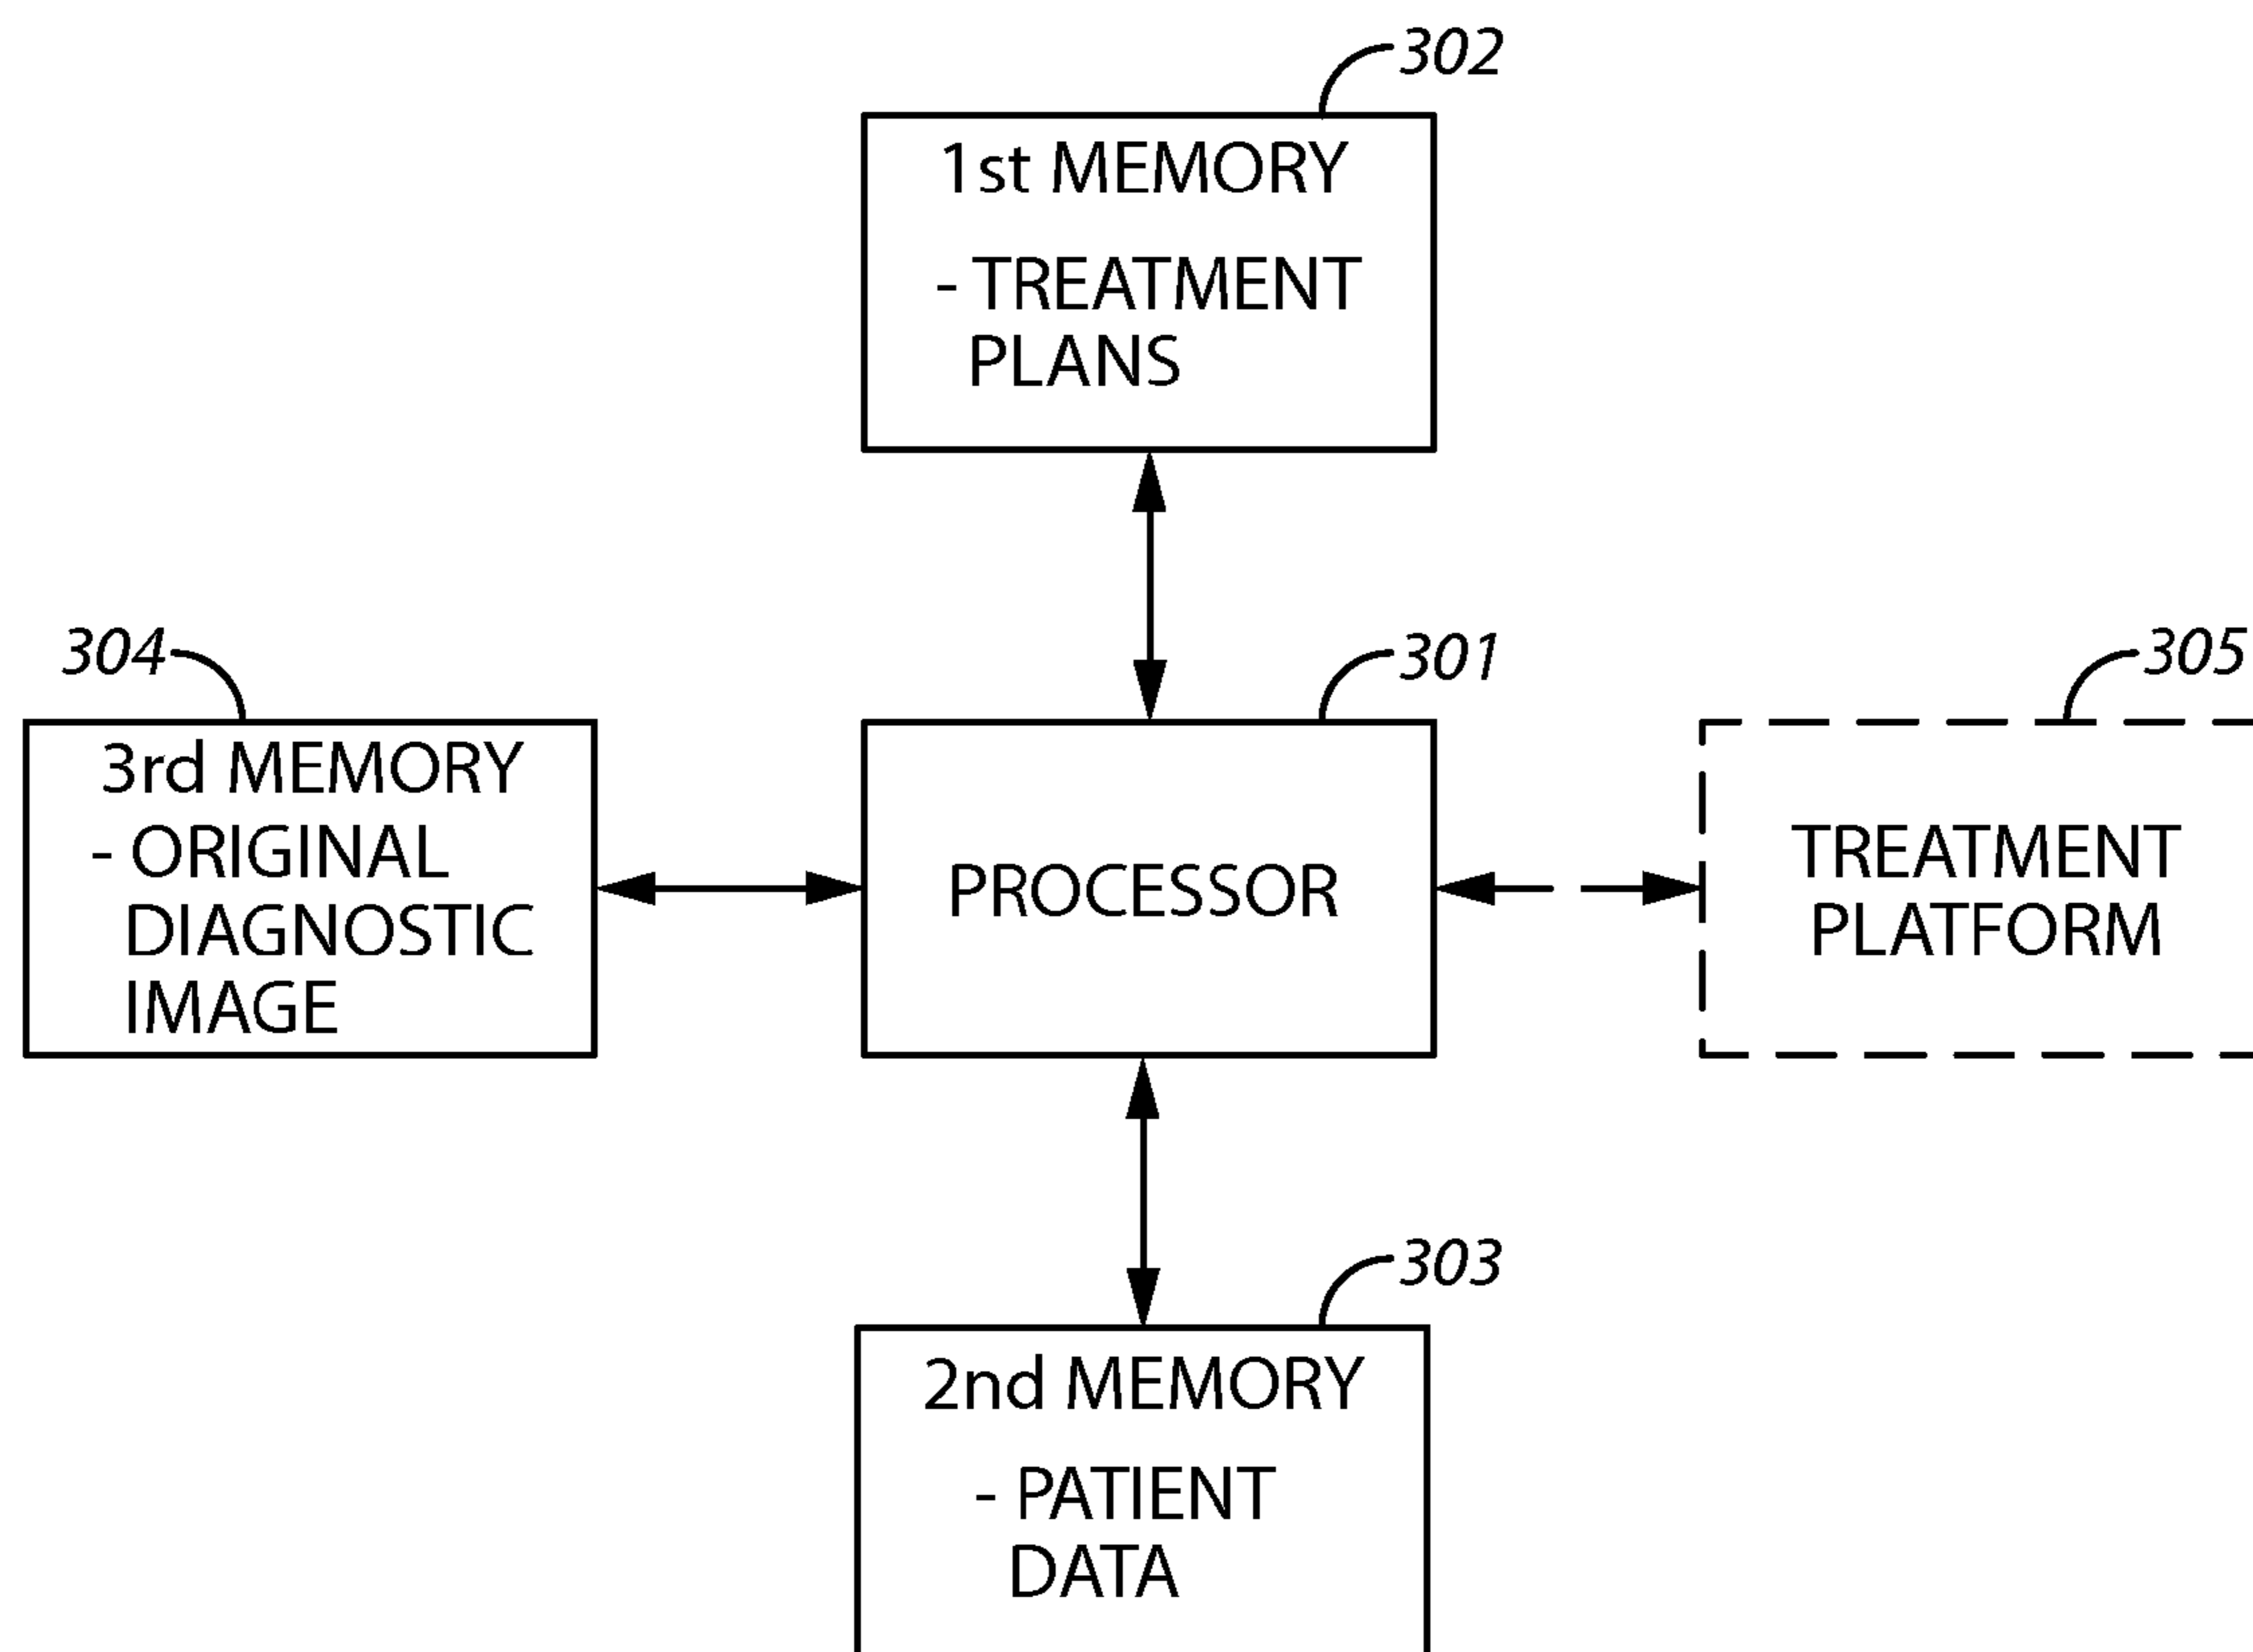 302
1st MEMORY
- TREATMENT
PLANS
304
301
305
3rd MEMORY
- ORIGINAL
DIAGNOSTIC
IMAGE
PROCESSOR
TREATMENT
PLATFORM
303
2nd MEMORY
- PATIENT
DATA